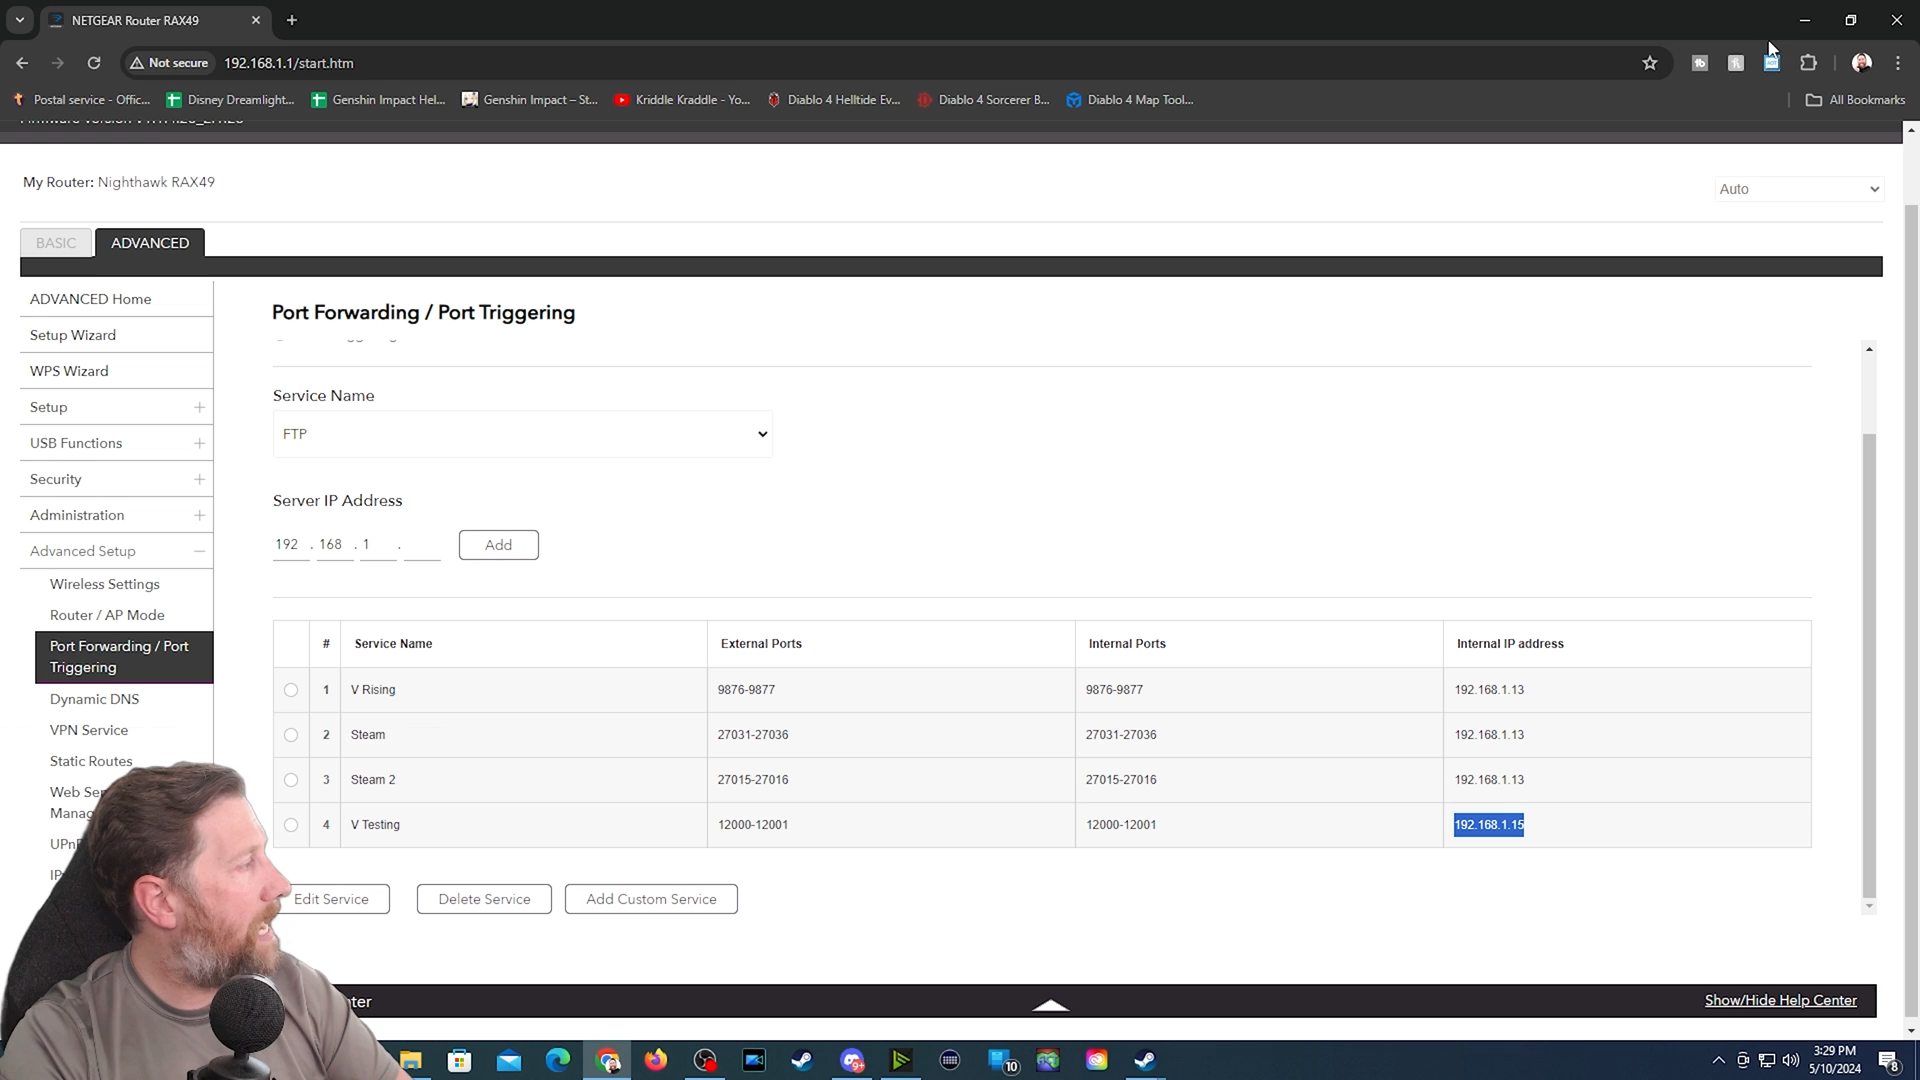 NETGEAR Router RAX49
Not secure 192.168.1.1/start.htm
Postal service - Offic... Disney Dreamlight... Genshin Impact Hel... Genshin Impact – St... Kriddle Kraddle - Yo... Diablo 4 Helltide Ev... Diablo 4 Sorcerer B... Diablo 4 Map Tool... All Bookmarks
My Router: Nighthawk RAX49
Auto
BASIC ADVANCED
ADVANCED Home
Setup Wizard
WPS Wizard
Setup
USB Functions
Security
Administration
Advanced Setup
Wireless Settings
Router / AP Mode
Port Forwarding / Port
Triggering
Dynamic DNS
VPN Service
Static Routes
Web Ser
Manag
Port Forwarding / Port Triggering
Service Name
FTP
Server IP Address
192 . 168 . 1 . Add
# Service Name External Ports Internal Ports Internal IP address
1 V Rising 9876-9877 9876-9877 192.168.1.13
2 Steam 27031-27036 27031-27036 192.168.1.13
3 Steam 2 27015-27016 27015-27016 192.168.1.13
4 V Testing 12000-12001 12000-12001 192.168.1.15
Edit Service Delete Service Add Custom Service
nter Show/Hide Help Center
9+
10
3:29 PM
5/10/2024
8